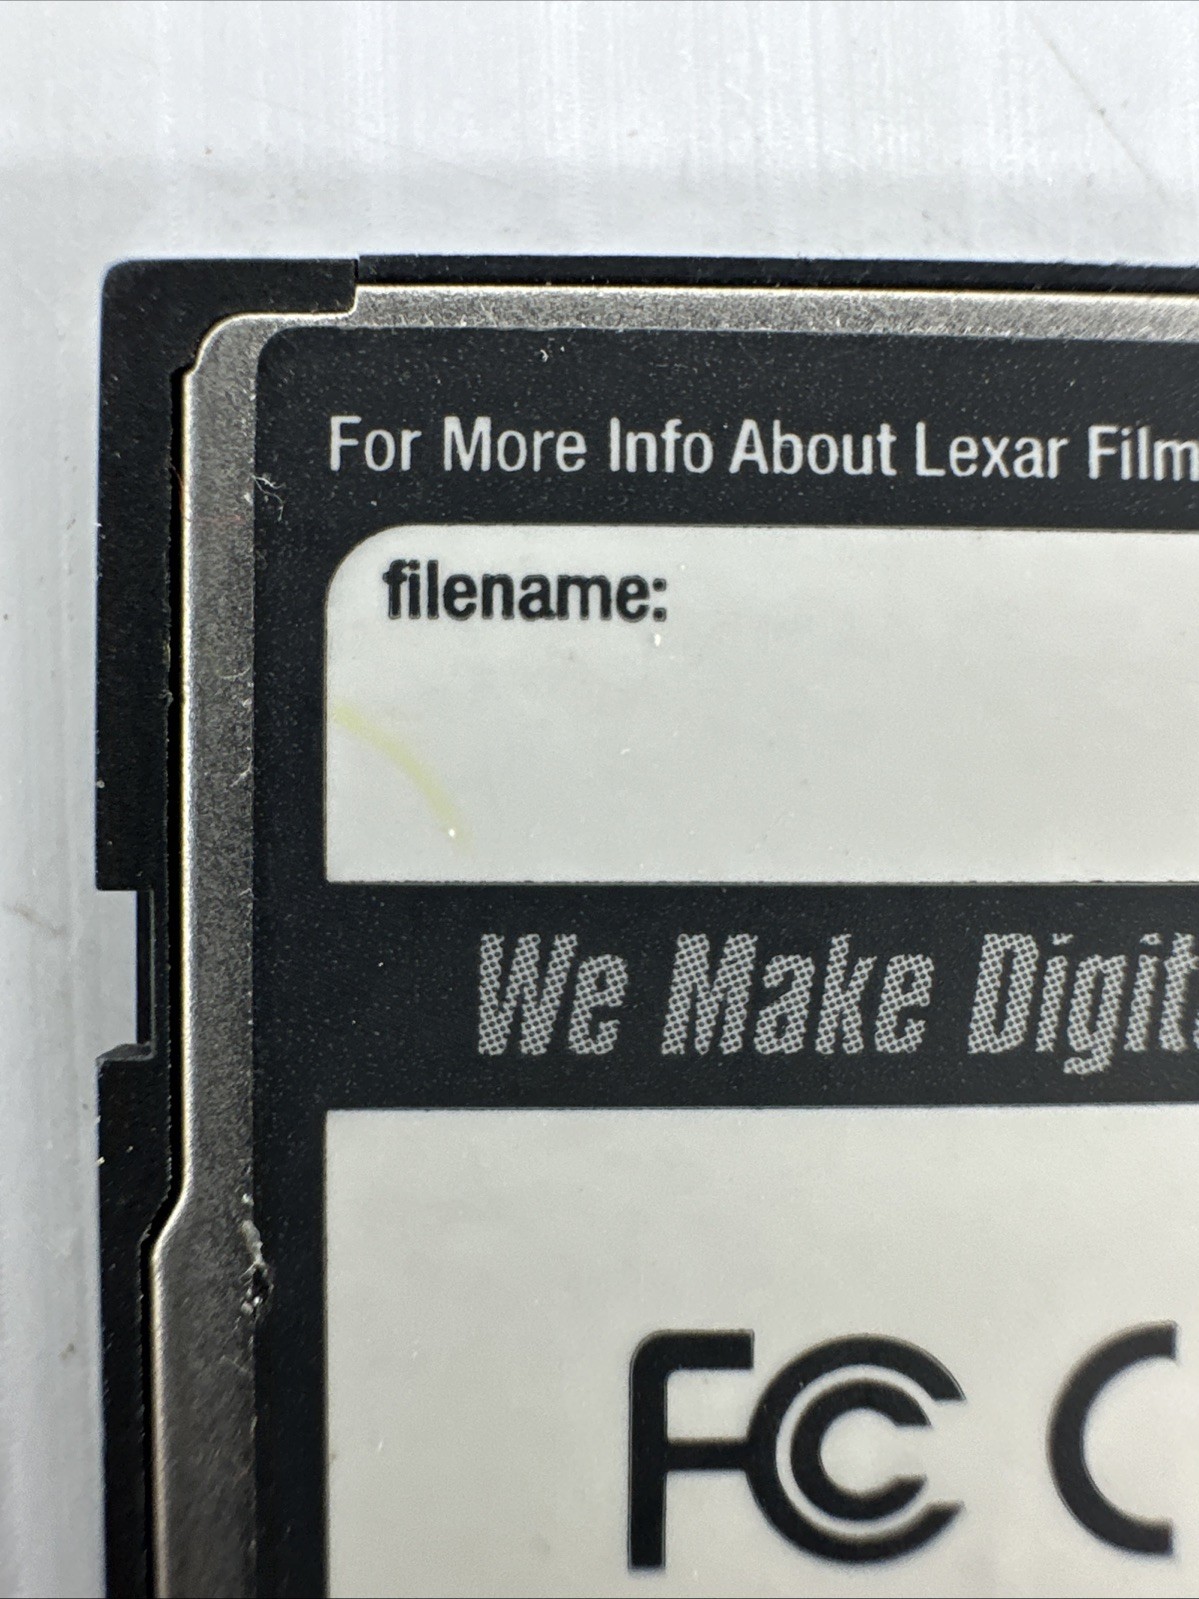 For More Info About Lexar Film
filename:
We Make Digit
FC C